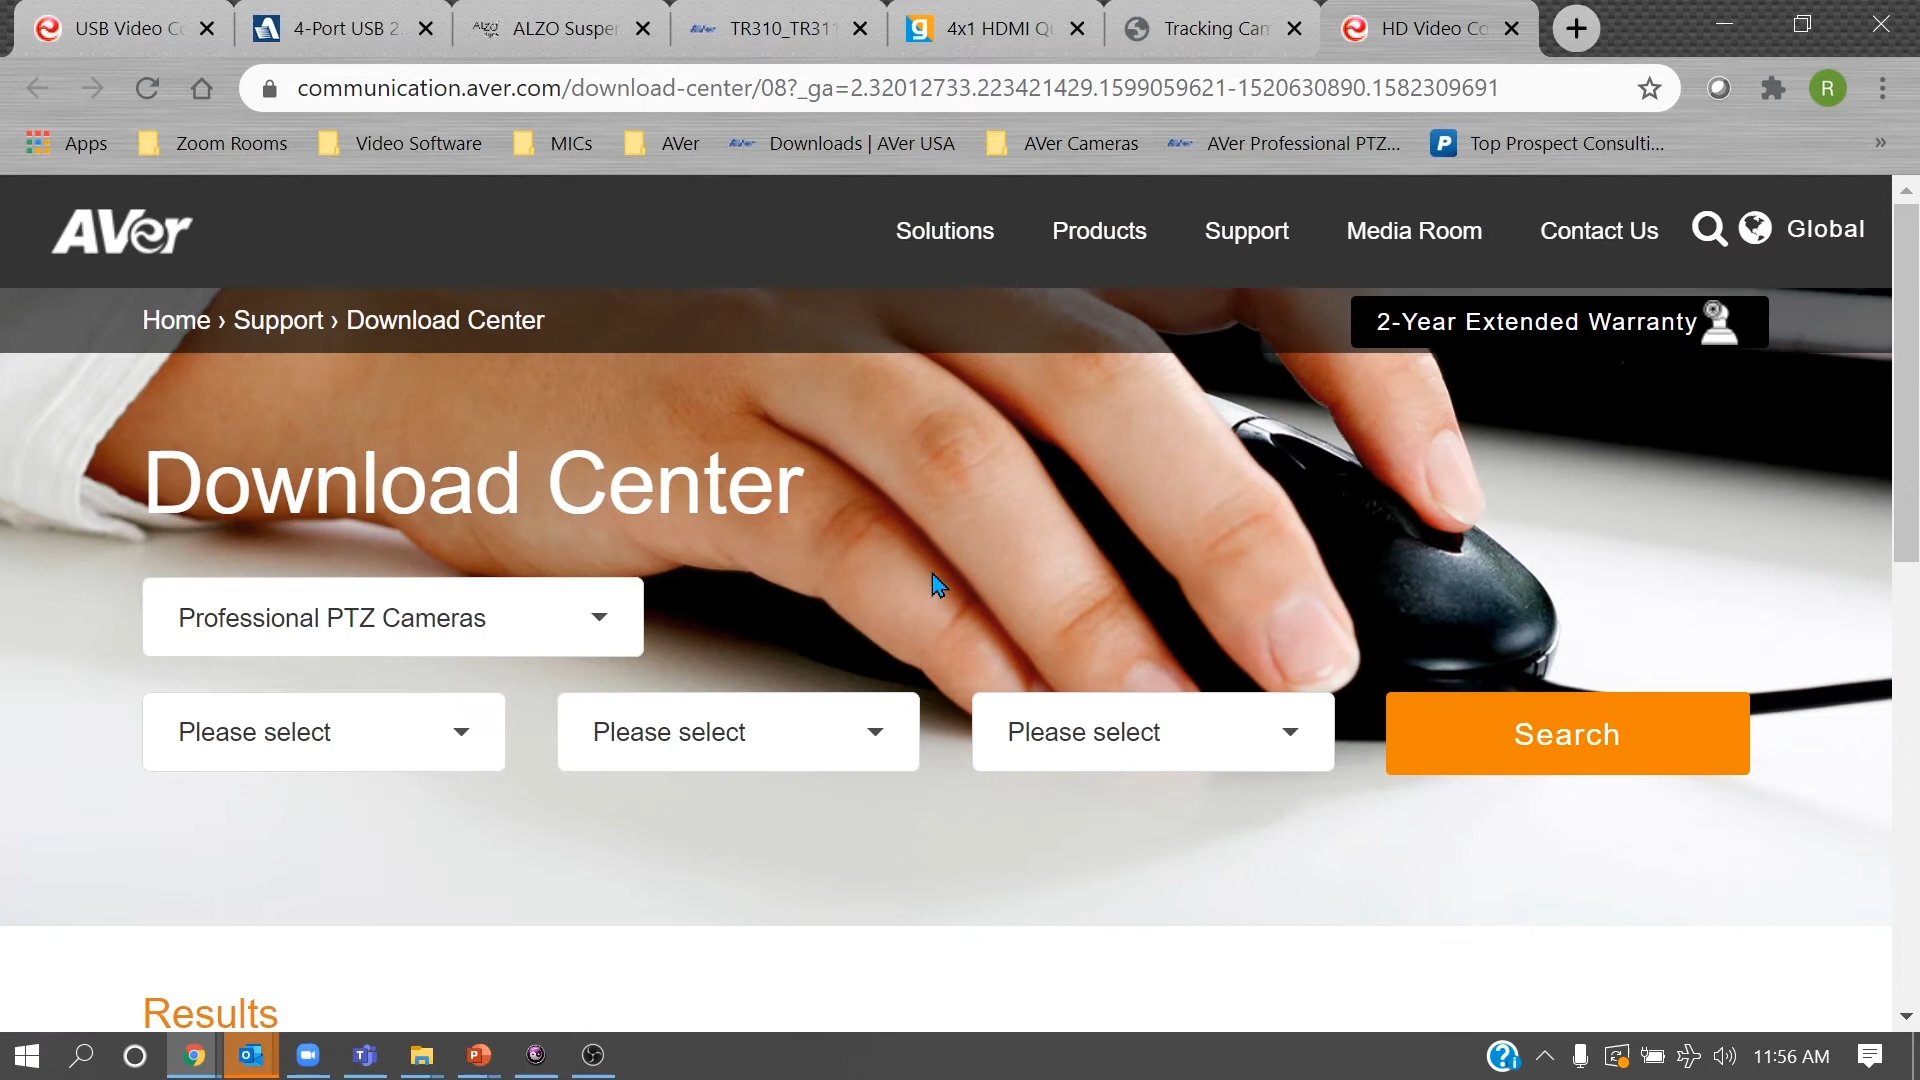 USB Video Co
4-Port USB 2.
ALZO Susper
TR310_TR311
4x1 HDMI Qu
Tracking Cam
HD Video Co
communication.aver.com/download-center/08?_ga=2.32012733.223421429.1599059621-1520630890.1582309691
R
Apps
Zoom Rooms
Video Software
MICs
AVer
Downloads | AVer USA
AVer Cameras
AVer Professional PTZ...
Top Prospect Consulti...
»
AVer
Solutions
Products
Support
Media Room
Contact Us
Global
Home › Support › Download Center
2-Year Extended Warranty
Download Center
Professional PTZ Cameras
Please select
Please select
Please select
Search
Results
11:56 AM